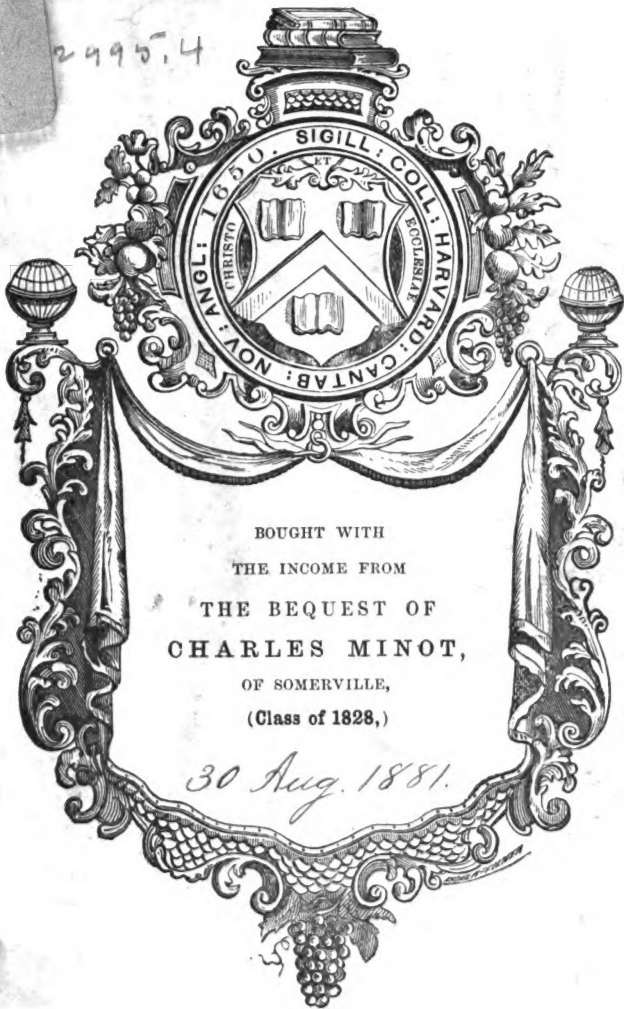 2995.4
SIGILL : COLL : HARVARD : CANTAB : NOV : ANGL : 1650.
ET
CHRISTO
ECCLESIAE
BOUGHT WITH
THE INCOME FROM
THE BEQUEST OF
CHARLES MINOT,
OF SOMERVILLE,
(Class of 1828,)
30 Aug. 1881.